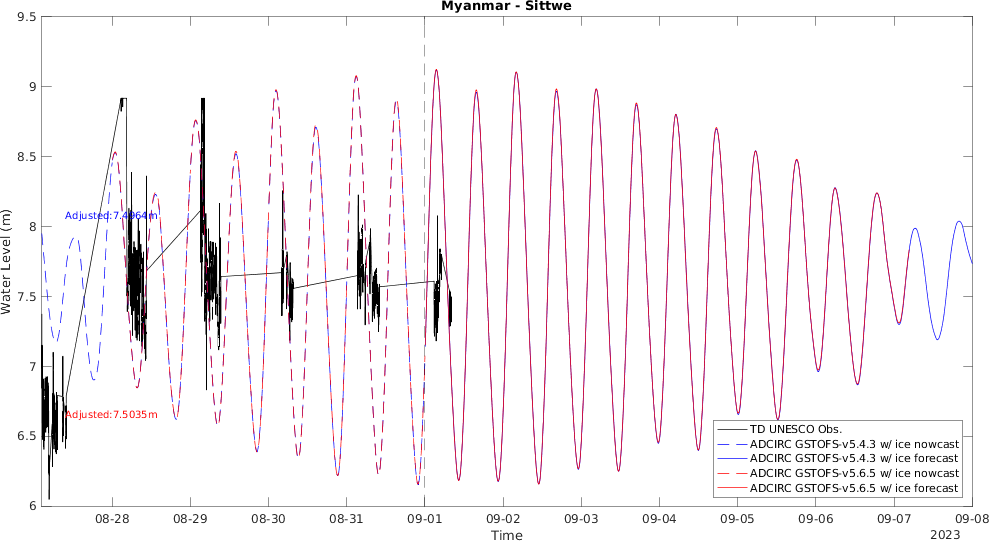 Myanmar - Sittwe
Water Level (m)
9.5
9
8.5
8
7.5
7
6.5
6
Adjusted:7.4964m
Adjusted:7.5035m
TD UNESCO Obs.
ADCIRC GSTOFS-v5.4.3 w/ ice nowcast
ADCIRC GSTOFS-v5.4.3 w/ ice forecast
ADCIRC GSTOFS-v5.6.5 w/ ice nowcast
ADCIRC GSTOFS-v5.6.5 w/ ice forecast
08-28 08-29 08-30 08-31 09-01 09-02 09-03 09-04 09-05 09-06 09-07 09-08
Time
2023